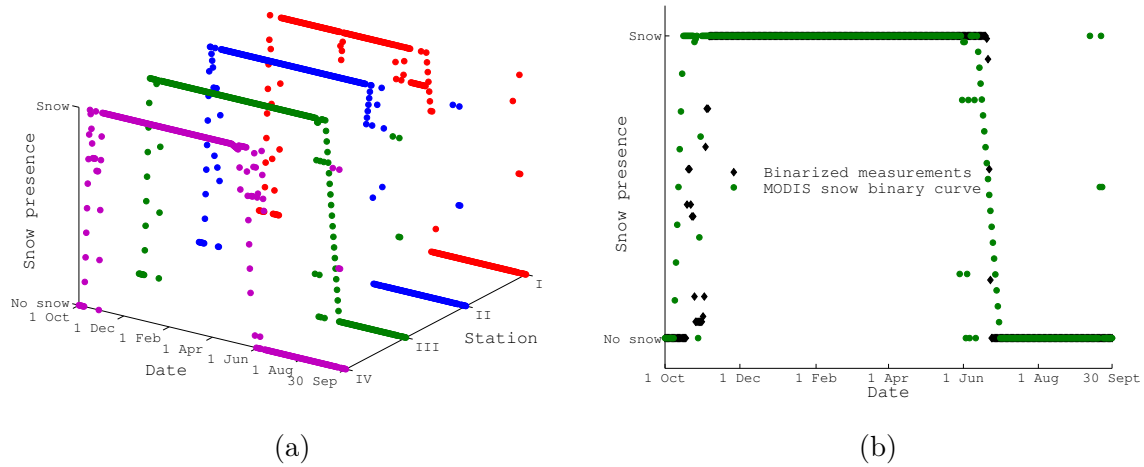 Snow
Snow presence
No snow
1 Oct
1 Dec
1 Feb
1 Apr
1 Jun
1 Aug
30 Sep
Date
I
II
III
IV
Station
(a)
Snow
Snow presence
No snow
Binarized measurements
MODIS snow binary curve
1 Oct
1 Dec
1 Feb
1 Apr
1 Jun
1 Aug
30 Sept
Date
(b)